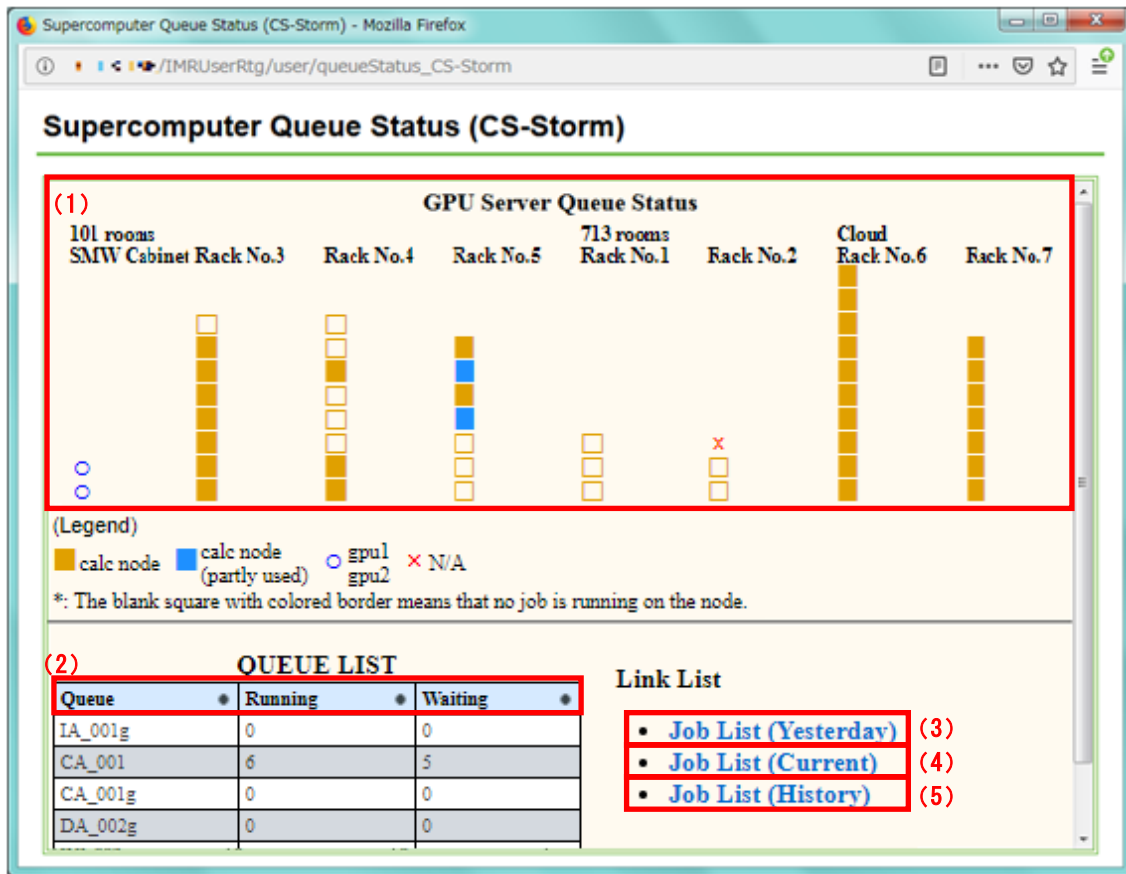 Supercomputer Queue Status (CS-Storm) - Mozilla Firefox
/IMRUserRtg/user/queueStatus_CS-Storm
Supercomputer Queue Status (CS-Storm)
(1)
GPU Server Queue Status
101 rooms 713 rooms Cloud
SMW Cabinet Rack No.3 Rack No.4 Rack No.5 Rack No.1 Rack No.2 Rack No.6 Rack No.7
x
(Legend)
calc node calc node (partly used) gpu1 gpu2 × N/A
*: The blank square with colored border means that no job is running on the node.
(2)
QUEUE LIST
Queue Running Waiting
IA_001g 0 0
CA_001 6 5
CA_001g 0 0
DA_002g 0 0
Link List
• Job List (Yesterday) (3)
• Job List (Current) (4)
• Job List (History) (5)